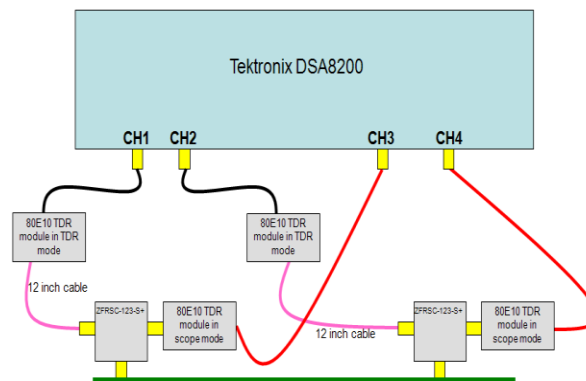 Tektronix DSA8200
CH1
CH2
CH3
CH4
80E10 TDR
module in TDR
mode
80E10 TDR
module in TDR
mode
12 inch cable
ZFRSC-123-S+
80E10 TDR
module in
scope mode
12 inch cable
ZFRSC-123-S+
80E10 TDR
module in
scope mode